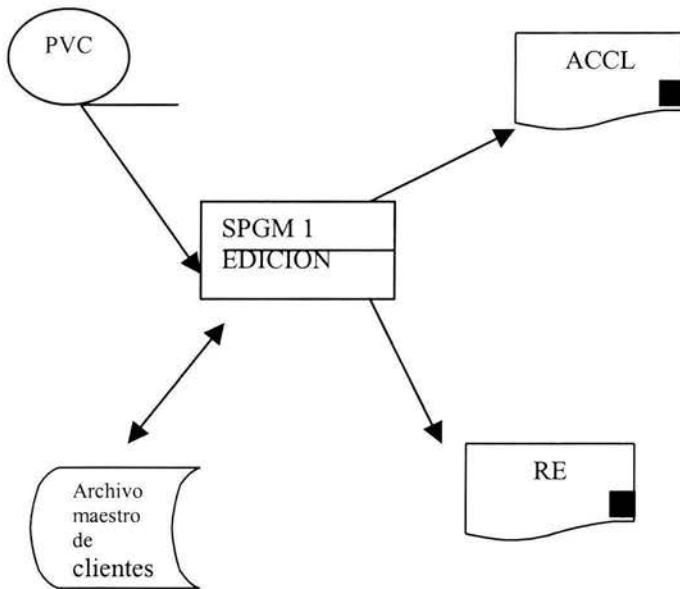 PVC
ACCL
SPGM 1
EDICION
Archivo
maestro
de
clientes
RE